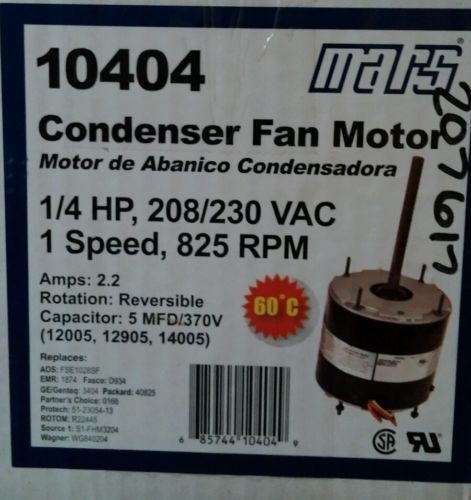 10404
mars
Condenser Fan Motor
Motor de Abanico Condensadora
1/4 HP, 208/230 VAC
1 Speed, 825 RPM
Amps: 2.2
Rotation: Reversible
Capacitor: 5 MFD/370V
(12005, 12905, 14005)
60°C
Replaces:
AOS: FSE1028SF
EMR: 1874 Fasco: D934
GE/Genteq: 3404 Packard: 40825
Partner's Choice: 0166
Protech: 51-23054-13
ROTOM: R22445
Source 1: S1-FHM3204
Wagner: WG840204
6 85744 10404 9